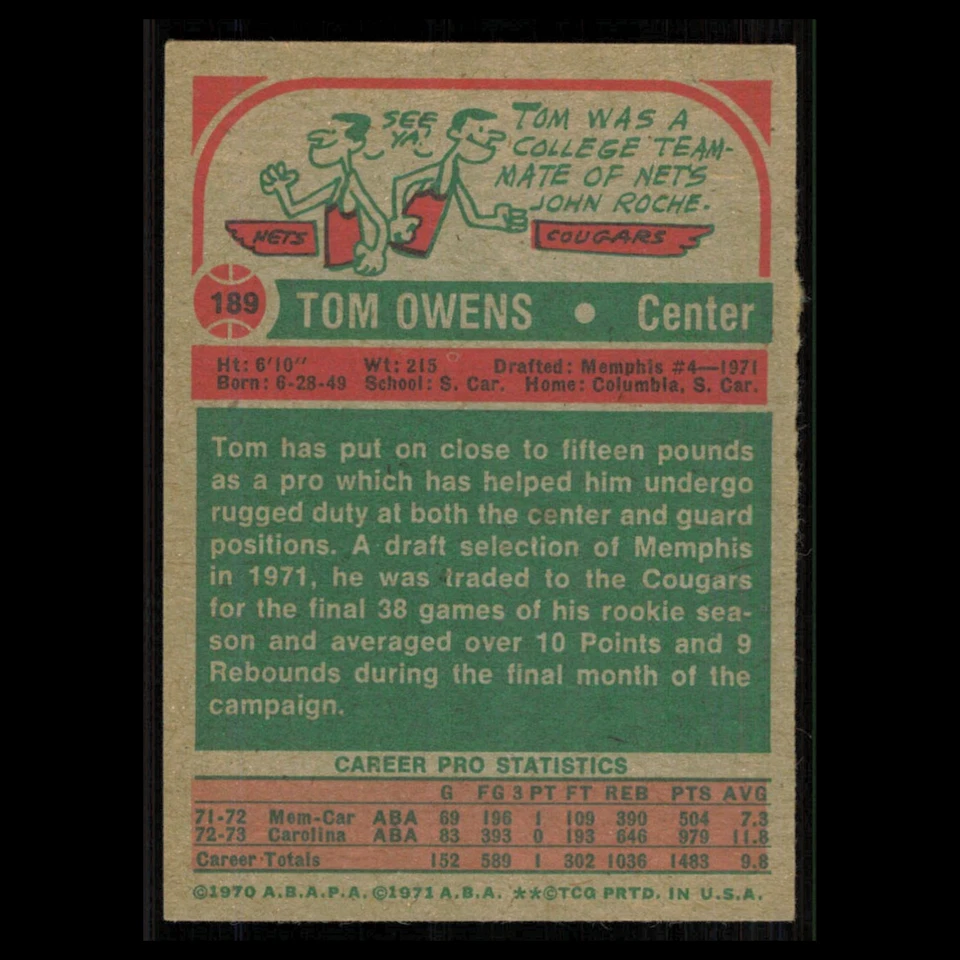 SEE YA!
TOM WAS A
COLLEGE TEAM-
MATE OF NETS
JOHN ROCHE.
NETS
COUGARS
189 TOM OWENS • Center
Ht: 6'10" Wt: 215 Drafted: Memphis #4—1971
Born: 6-28-49 School: S. Car. Home: Columbia, S. Car.
Tom has put on close to fifteen pounds
as a pro which has helped him undergo
rugged duty at both the center and guard
positions. A draft selection of Memphis
in 1971, he was traded to the Cougars
for the final 38 games of his rookie sea-
son and averaged over 10 Points and 9
Rebounds during the final month of the
campaign.
CAREER PRO STATISTICS
G FG 3 PT FT REB PTS AVG
71-72 Mem-Car ABA 69 196 1 109 390 504 7.3
72-73 Carolina ABA 83 393 0 193 646 979 11.8
Career Totals 152 589 1 302 1036 1483 9.8
©1970 A.B.A.P.A. ©1971 A.B.A. **©TCG PRTD. IN U.S.A.